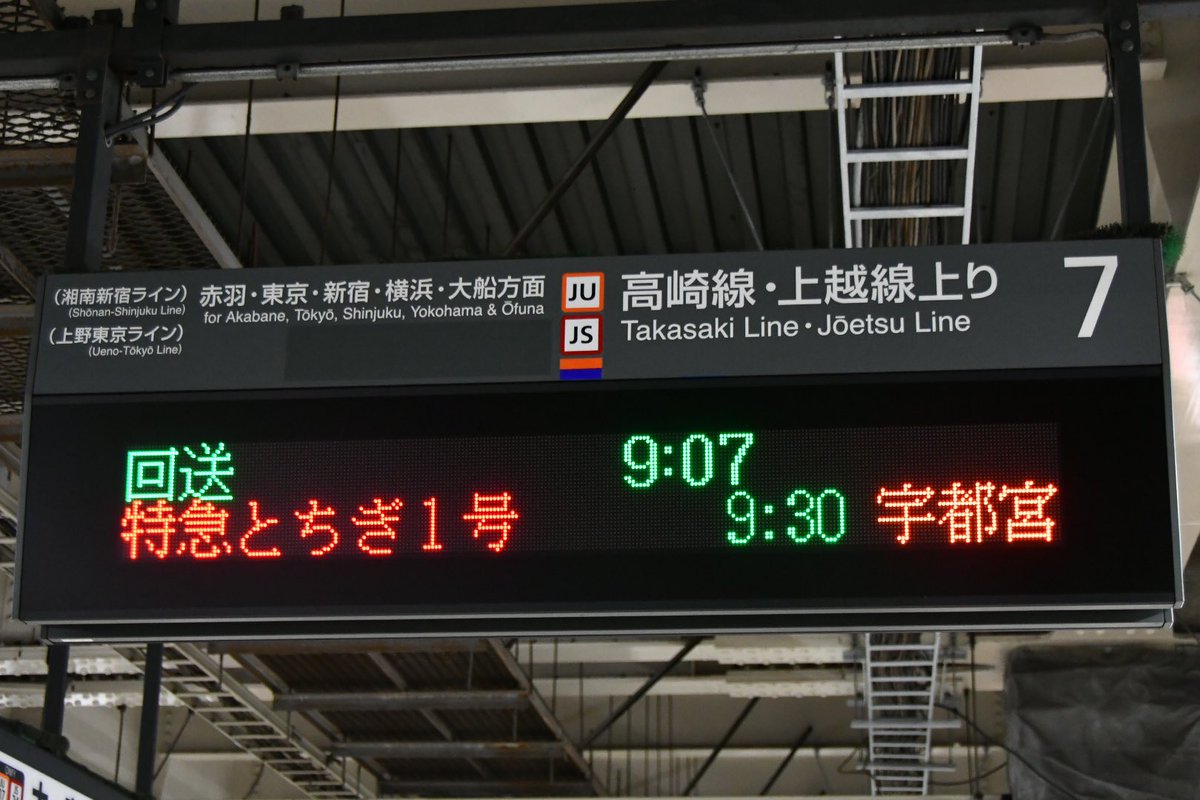 （湘南新宿ライン）
(Shōnan-Shinjuku Line)
（上野東京ライン）
(Ueno-Tōkyō Line)
赤羽・東京・新宿・横浜・大船方面
for Akabane, Tōkyō, Shinjuku, Yokohama & Ōfuna
JU
JS
高崎線・上越線上り
Takasaki Line・Jōetsu Line
7
回送 9:07
特急とちぎ1号 9:30 宇都宮